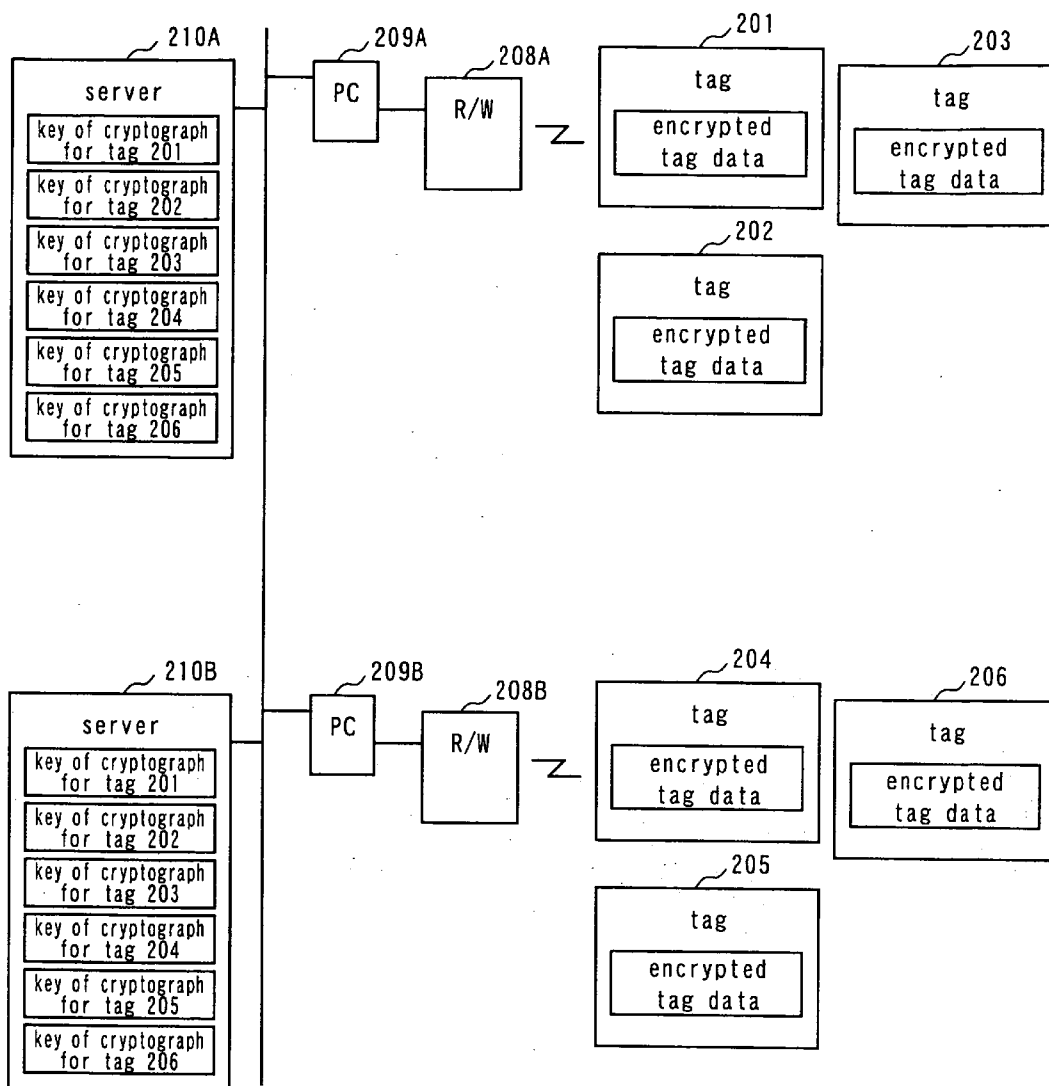 210A
server
key of cryptograph
for tag 201
key of cryptograph
for tag 202
key of cryptograph
for tag 203
key of cryptograph
for tag 204
key of cryptograph
for tag 205
key of cryptograph
for tag 206
209A
PC
208A
R/W
201
tag
encrypted
tag data
203
tag
encrypted
tag data
202
tag
encrypted
tag data
210B
server
key of cryptograph
for tag 201
key of cryptograph
for tag 202
key of cryptograph
for tag 203
key of cryptograph
for tag 204
key of cryptograph
for tag 205
key of cryptograph
for tag 206
209B
PC
208B
R/W
204
tag
encrypted
tag data
206
tag
encrypted
tag data
205
tag
encrypted
tag data